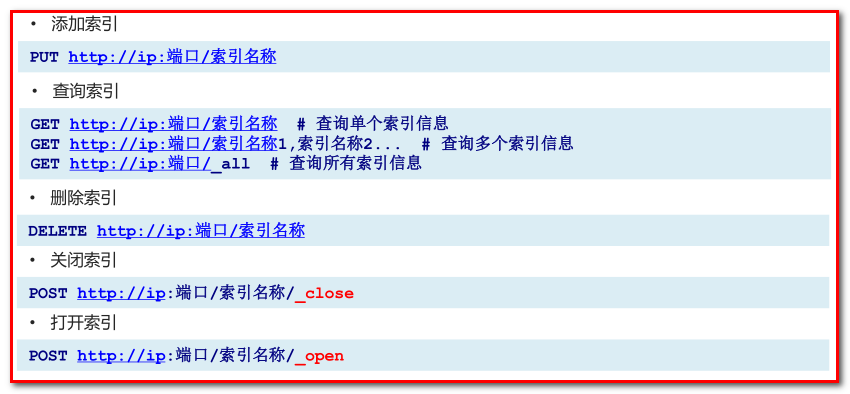 • 添加索引
PUT http://ip:端口/索引名称
• 查询索引
GET http://ip:端口/索引名称  # 查询单个索引信息
GET http://ip:端口/索引名称1,索引名称2...  # 查询多个索引信息
GET http://ip:端口/_all  # 查询所有索引信息
• 删除索引
DELETE http://ip:端口/索引名称
• 关闭索引
POST http://ip:端口/索引名称/_close
• 打开索引
POST http://ip:端口/索引名称/_open